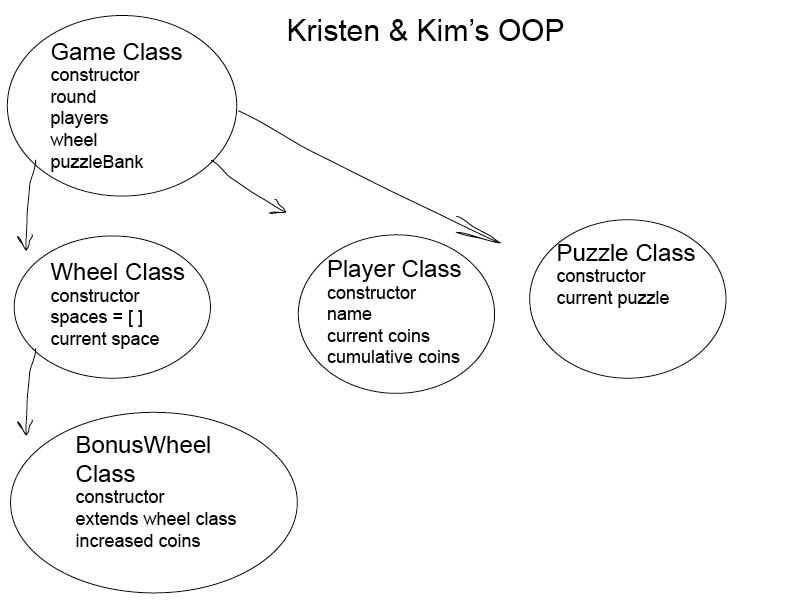 Kristen & Kim's OOP
Game Class
constructor
round
players
wheel
puzzleBank
Wheel Class
constructor
spaces = [ ]
current space
Player Class
constructor
name
current coins
cumulative coins
Puzzle Class
constructor
current puzzle
BonusWheel
Class
constructor
extends wheel class
increased coins